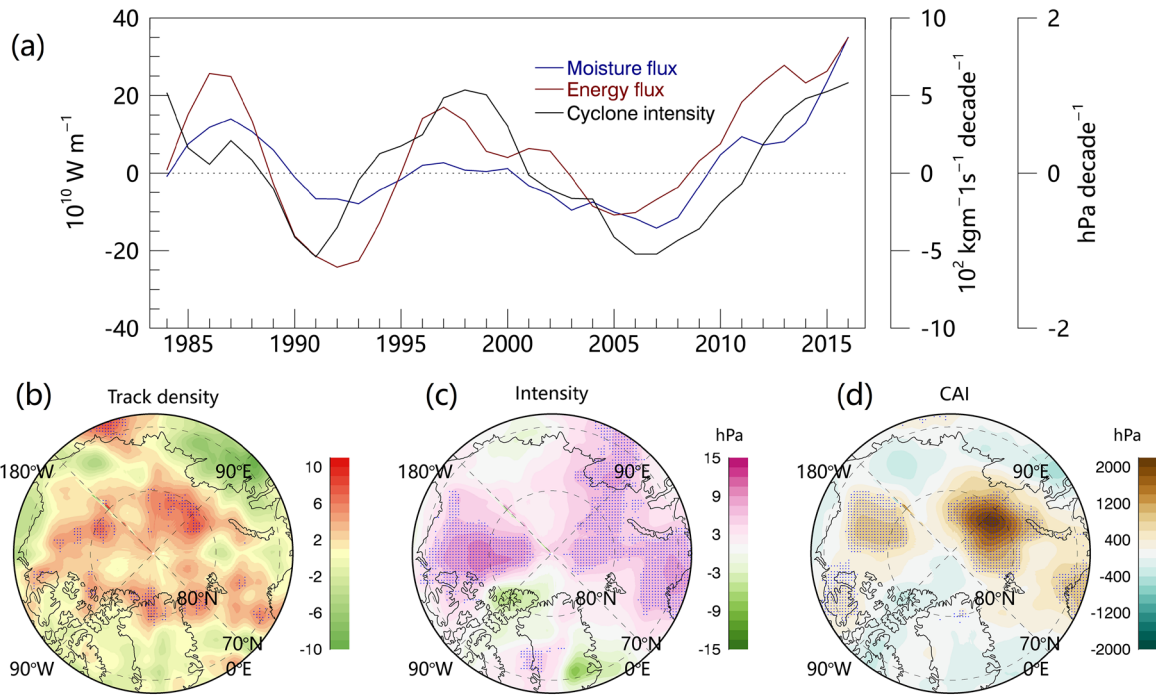 (a)
40
20
0
-20
-40
10¹⁰ W m⁻¹
Moisture flux
Energy flux
Cyclone intensity
1985
1990
1995
2000
2005
2010
2015
10
5
0
-5
-10
10² kgm⁻1s⁻¹ decade⁻¹
2
0
-2
hPa decade⁻¹
(b)
Track density
180°W
90°E
80°N
70°N
90°W
0°E
10
6
2
-2
-6
-10
(c)
Intensity
180°W
90°E
80°N
70°N
90°W
0°E
hPa
15
9
3
-3
-9
-15
(d)
CAI
180°W
90°E
80°N
70°N
90°W
0°E
hPa
2000
1200
400
-400
-1200
-2000